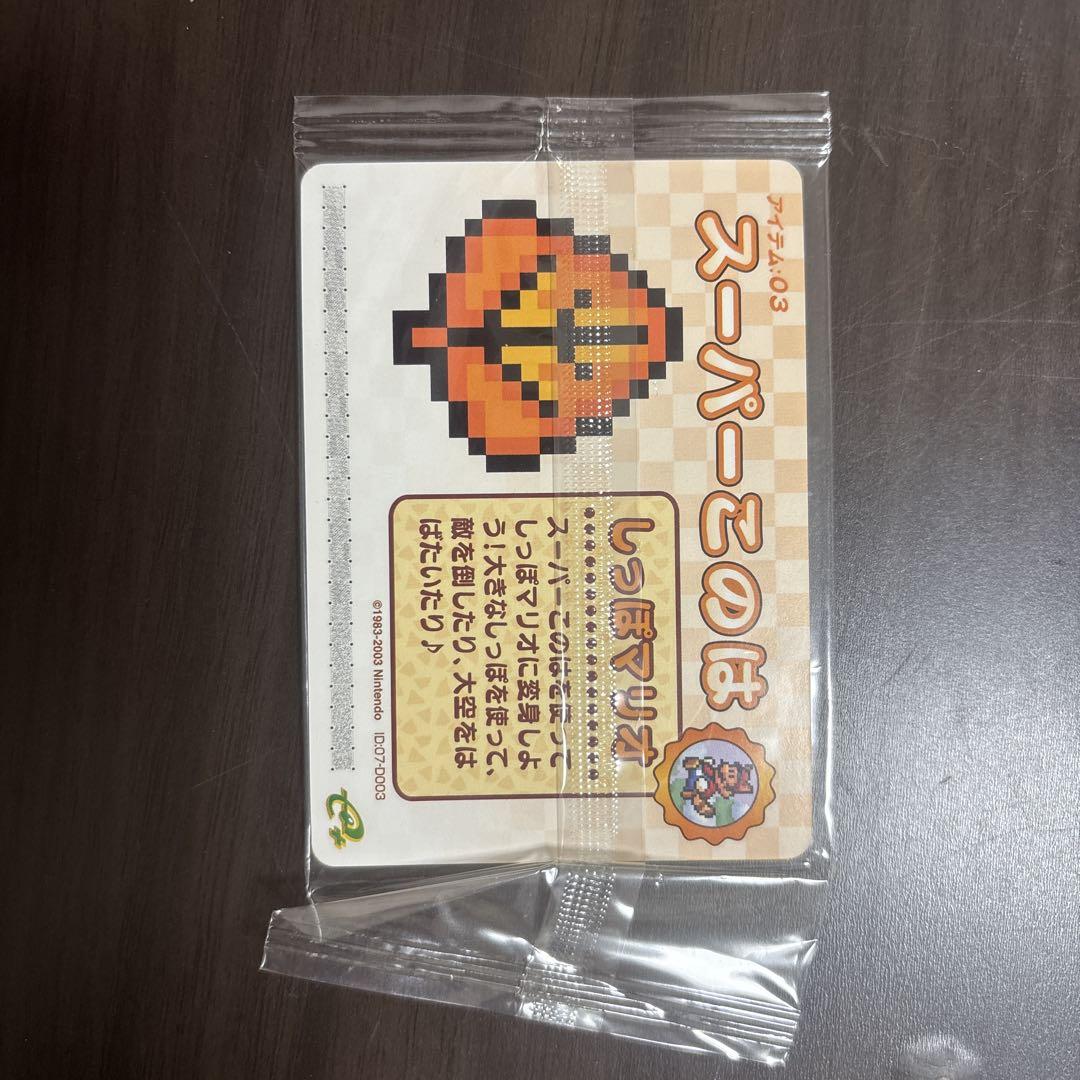 アイテム:03
スーパーこのは
しっぽマリオ
スーパーこのはを使って
しっぽマリオに変身しよ
う!大きなしっぽを使って、
敵を倒したり、大空をは
ばたいたり♪
©1983-2003 Nintendo ID:07-D003
e+